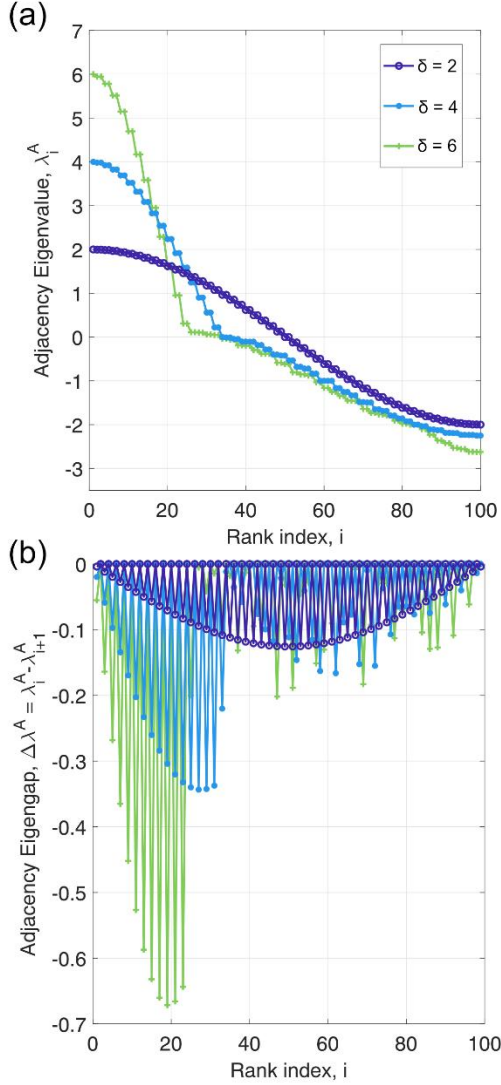 (a)
7
6
5
4
3
2
1
0
-1
-2
-3
Adjacency Eigenvalue, λ_i^A
δ = 2
δ = 4
δ = 6
0 20 40 60 80 100
Rank index, i
(b)
0
-0.1
-0.2
-0.3
-0.4
-0.5
-0.6
-0.7
Adjacency Eigengap, Δλ^A = λ_i^A-λ_{i+1}^A
0 20 40 60 80 100
Rank index, i